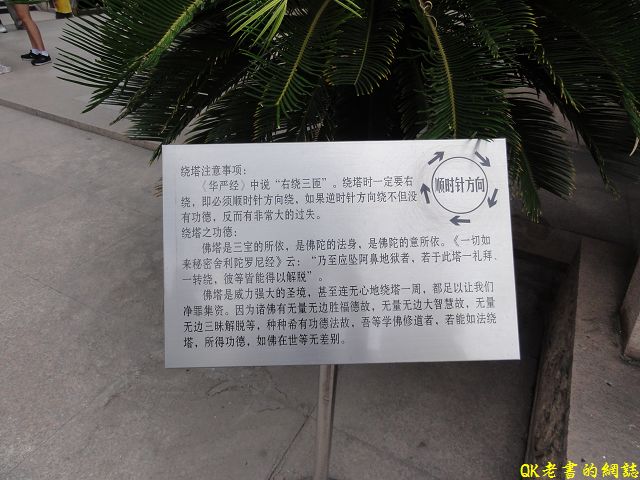 绕塔注意事项：
《华严经》中说“右绕三匝”。绕塔时一定要右
绕，即必须顺时针方向绕，如果逆时针方向绕不但没
有功德，反而有非常大的过失。
顺时针方向
绕塔之功德：
佛塔是三宝的所依，是佛陀的法身，是佛陀的意所依。《一切如
来秘密舍利陀罗尼经》云：“乃至应坠阿鼻地狱者，若于此塔一礼拜、
一转绕，彼等皆能得以解脱”。
佛塔是威力强大的圣境，甚至连无心地绕塔一周，都足以让我们
净罪集资。因为诸佛有无量无边胜福德故，无量无边大智慧故，无量
无边三昧解脱等，种种希有功德法故，吾等学佛修道者，若能如法绕
塔，所得功德，如佛在世等无差别。
QK老書的網誌